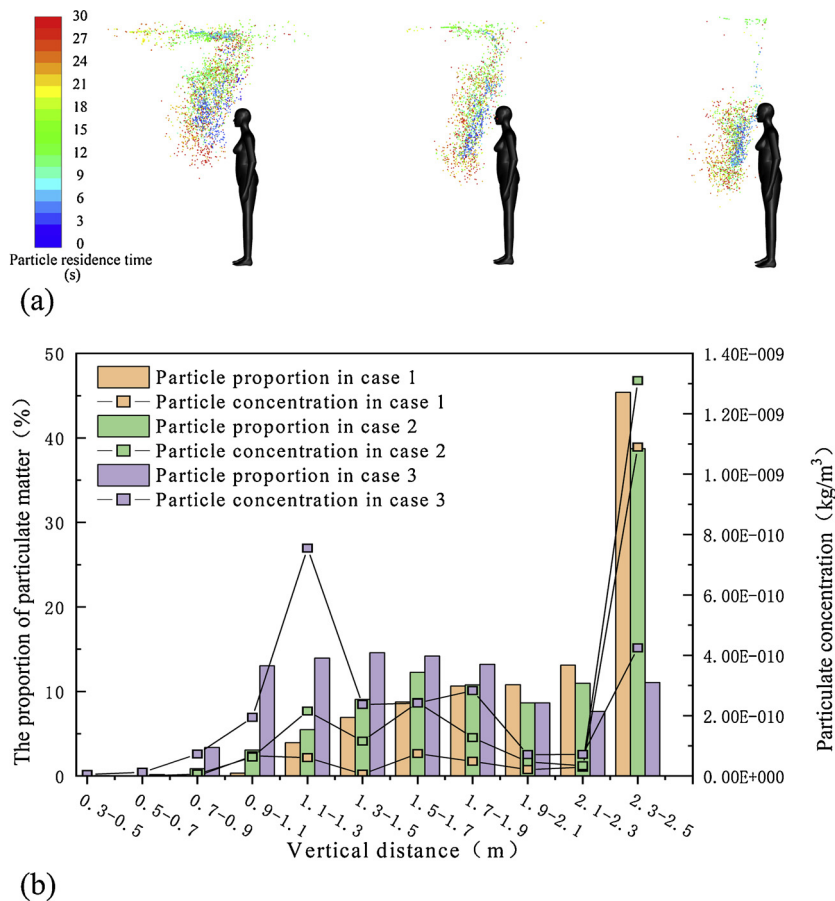 30
27
24
21
18
15
12
9
6
3
0
Particle residence time
(s)
(a)
50
40
30
20
10
0
The proportion of particulate matter (%)
Particle proportion in case 1
Particle concentration in case 1
Particle proportion in case 2
Particle concentration in case 2
Particle proportion in case 3
Particle concentration in case 3
1.40E-009
1.20E-009
1.00E-009
8.00E-010
6.00E-010
4.00E-010
2.00E-010
0.00E+000
Particulate concentration (kg/m³)
0.3-0.5
0.5-0.7
0.7-0.9
0.9-1.1
1.1-1.3
1.3-1.5
1.5-1.7
1.7-1.9
1.9-2.1
2.1-2.3
2.3-2.5
Vertical distance (m)
(b)